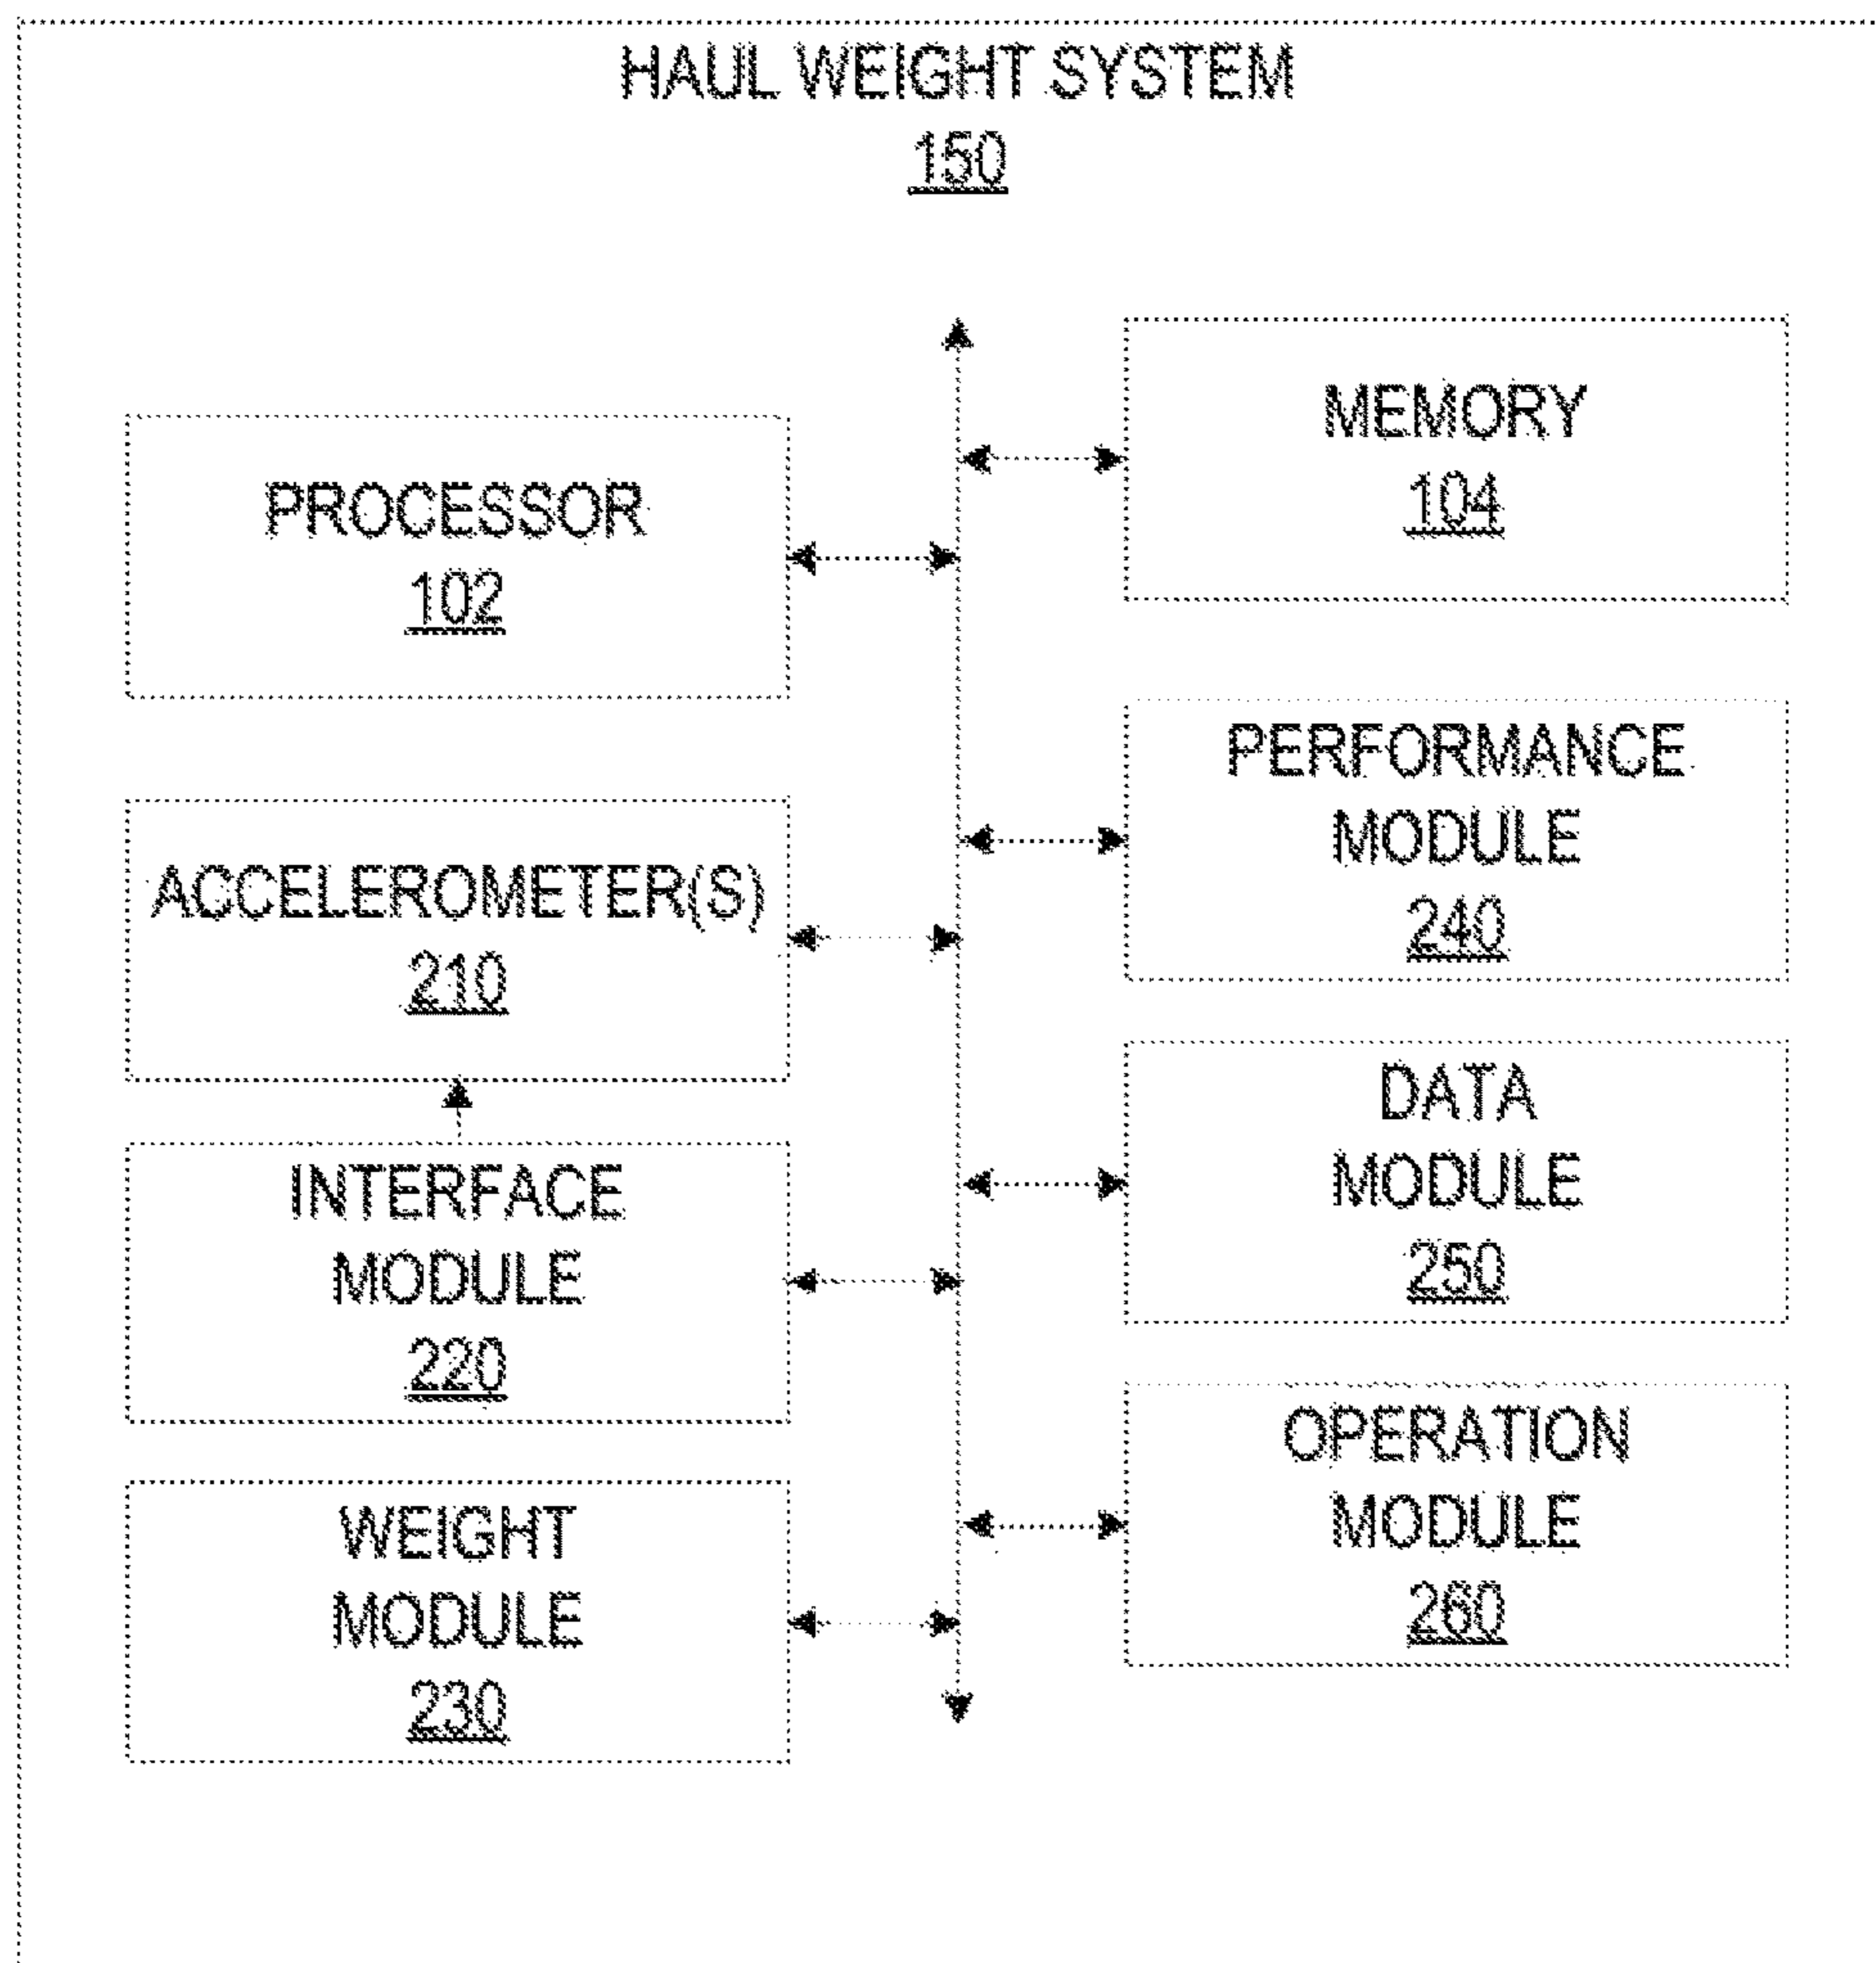 HAUL WEIGHT SYSTEM
150
PROCESSOR
102
ACCELEROMETER(S)
210
INTERFACE
MODULE
220
WEIGHT
MODULE
230
MEMORY
104
PERFORMANCE
MODULE
240
DATA
MODULE
250
OPERATION
MODULE
260